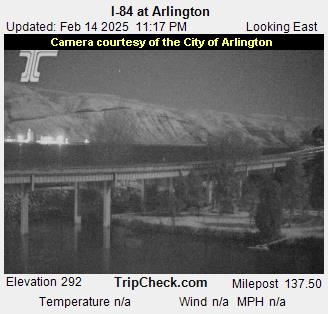 I-84 at Arlington
Updated: Feb 14 2025 11:17 PM Looking East
Camera courtesy of the City of Arlington
Elevation 292 TripCheck.com Milepost 137.50
Temperature n/a Wind n/a MPH n/a